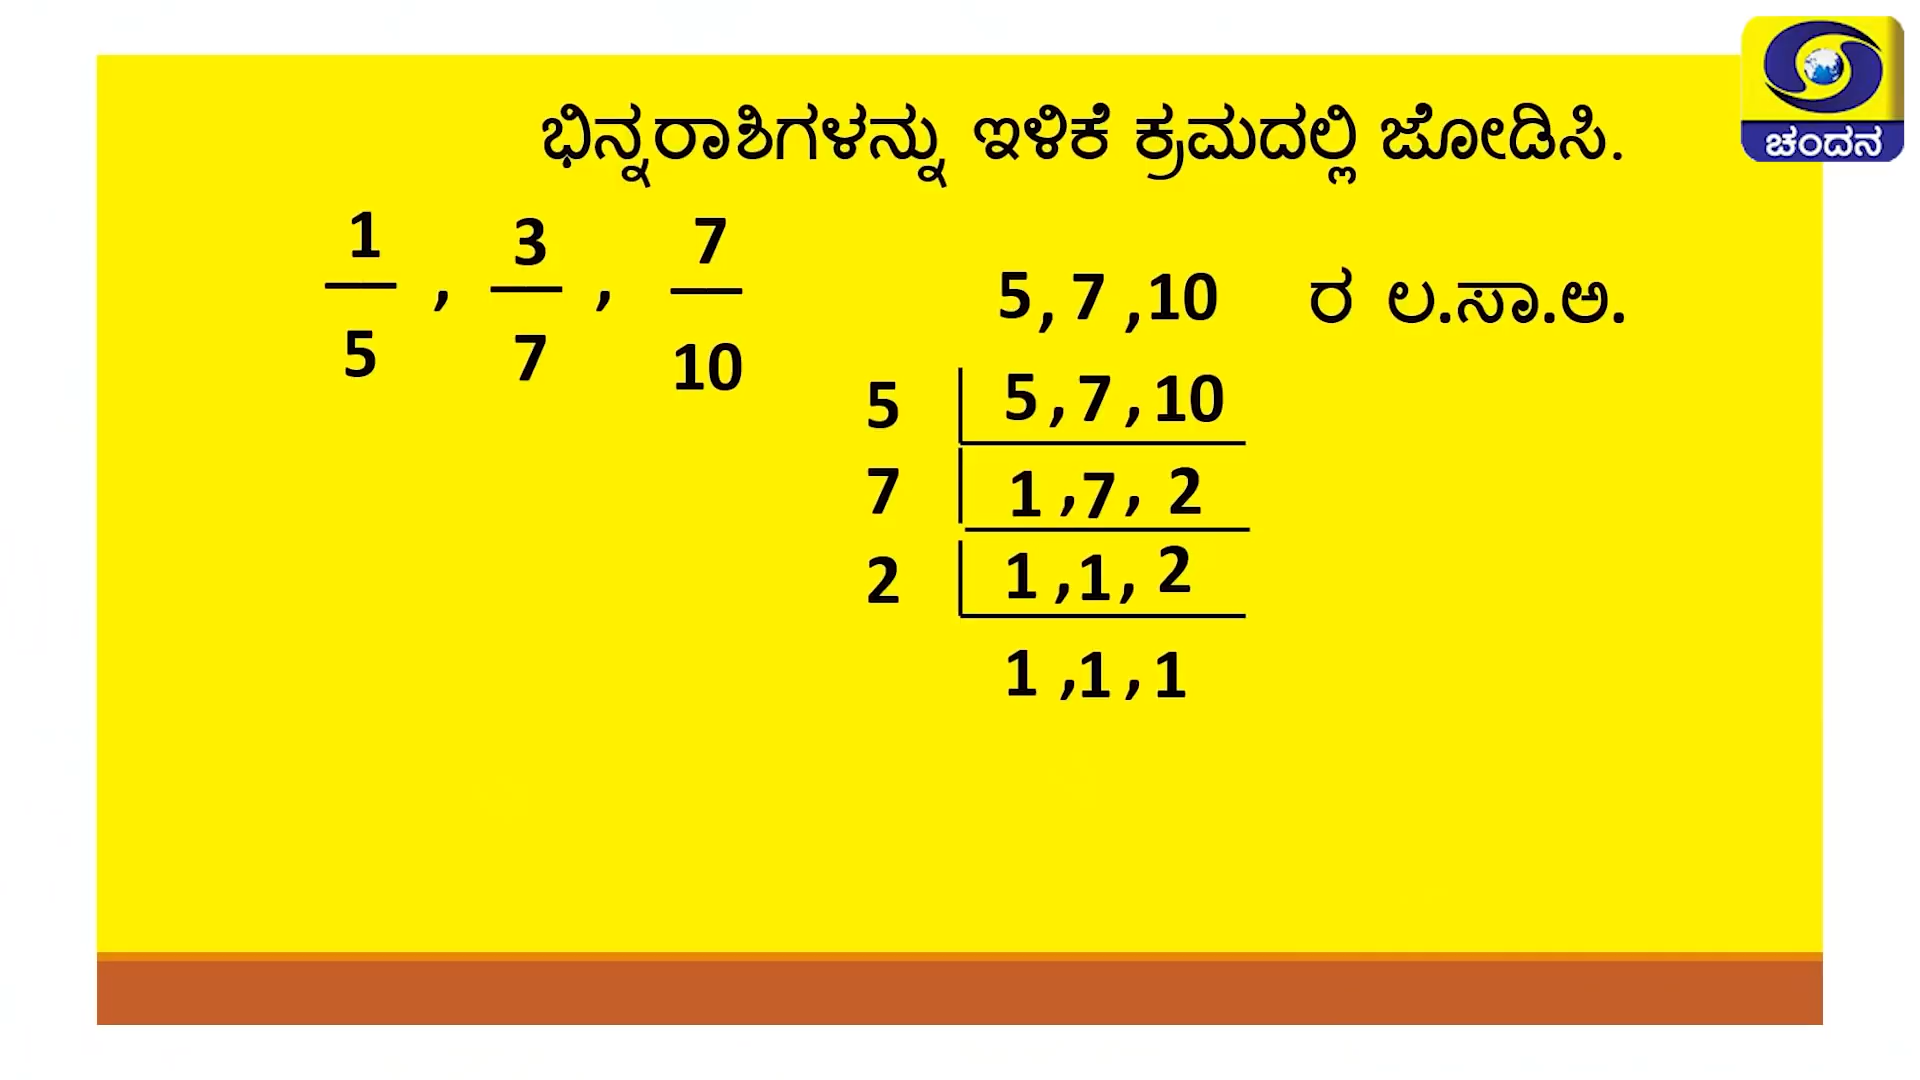 ಚಂದನ
ಭಿನ್ನರಾಶಿಗಳನ್ನು ಇಳಿಕೆ ಕ್ರಮದಲ್ಲಿ ಜೋಡಿಸಿ.
1/5 , 3/7 , 7/10
5, 7 ,10 ರ ಲ.ಸಾ.ಅ.
5 | 5 , 7 , 10
7 | 1 , 7 , 2
2 | 1 , 1 , 2
1 , 1 , 1